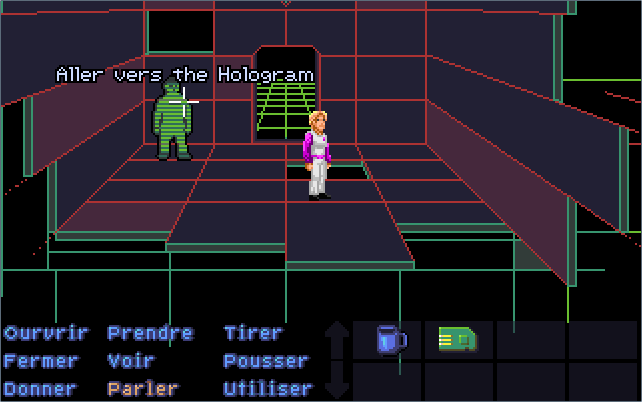 Aller vers the Hologram
Ourvrir Prendre Tirer
Fermer Voir Pousser
Donner Parler Utiliser